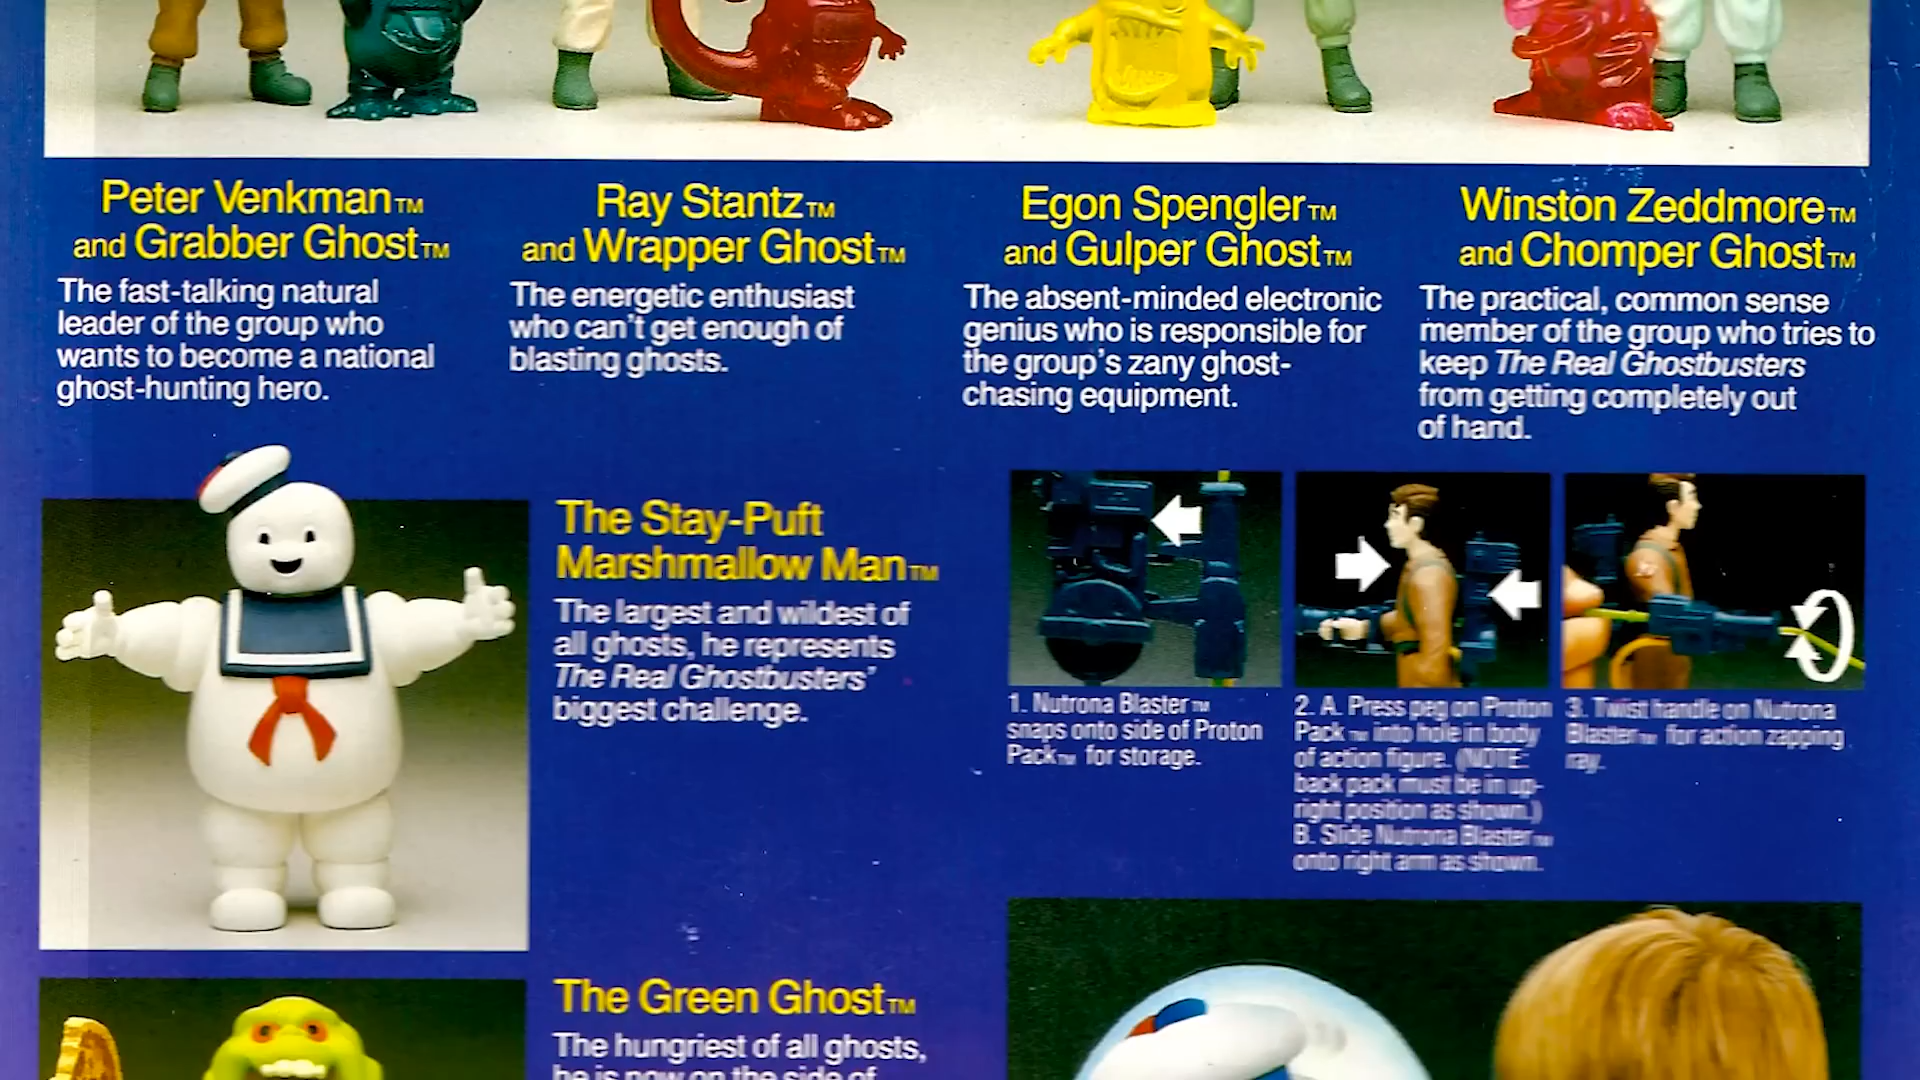 Peter Venkman™
and Grabber Ghost™
The fast-talking natural
leader of the group who
wants to become a national
ghost-hunting hero.
Ray Stantz™
and Wrapper Ghost™
The energetic enthusiast
who can't get enough of
blasting ghosts.
Egon Spengler™
and Gulper Ghost™
The absent-minded electronic
genius who is responsible for
the group's zany ghost-
chasing equipment.
Winston Zeddmore™
and Chomper Ghost™
The practical, common sense
member of the group who tries to
keep The Real Ghostbusters
from getting completely out
of hand.
The Stay-Puft
Marshmallow Man™
The largest and wildest of
all ghosts, he represents
The Real Ghostbusters'
biggest challenge.
1. Nutrona Blaster™
snaps onto side of Proton
Pack™ for storage.
2. A. Press peg on Proton
Pack™ into hole in body
of action figure. (NOTE:
back pack must be in up-
right position as shown.)
B. Slide Nutrona Blaster™
onto right arm as shown.
3. Twist handle on Nutrona
Blaster™ for action zapping
ray.
The Green Ghost™
The hungriest of all ghosts,
he is now on the side of